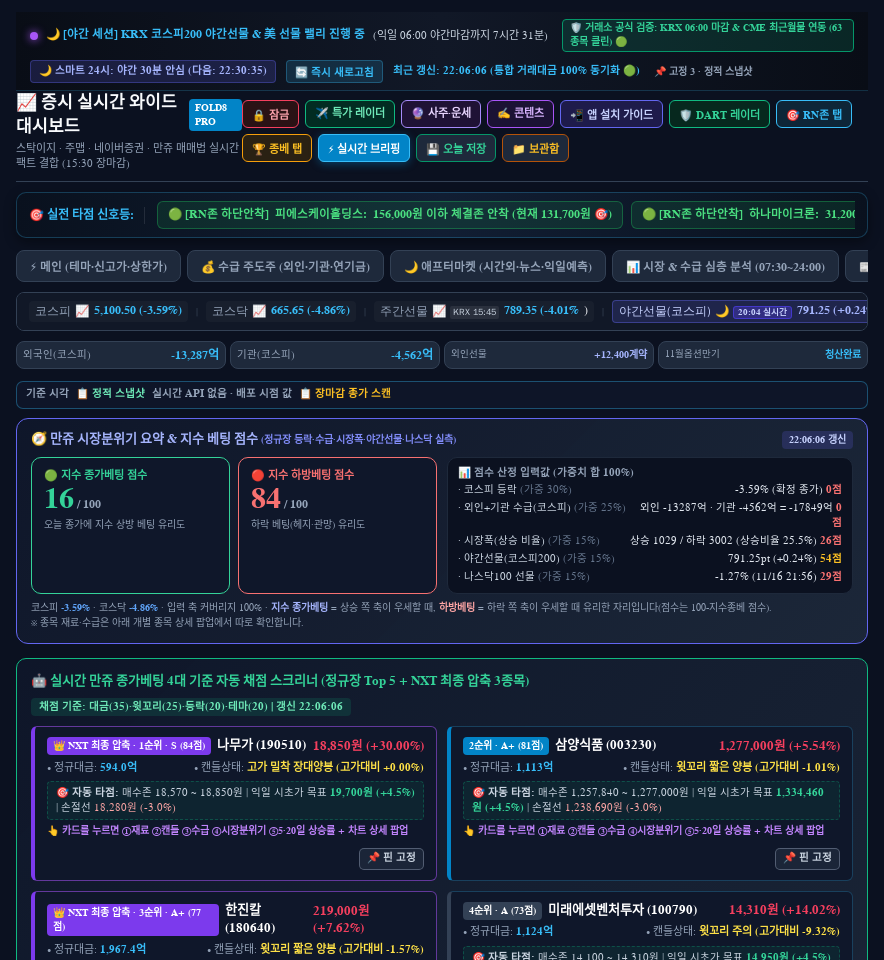 🌙 [야간 세션] KRX 코스피200 야간선물 & 美 선물 랠리 진행 중 (익일 06:00 야간마감까지 7시간 31분)
🛡️ 거래소 공식 검증: KRX 06:00 마감 & CME 최근월물 연동 (63종목 클린) 🟢
🌙 스마트 24시: 야간 30분 안심 (다음: 22:30:35) 🔄 즉시 새로고침 최근 갱신: 22:06:06 (통합 거래대금 100% 동기화 🟢) 📌 고정 3 · 정적 스냅샷
📈 증시 실시간 와이드 대시보드
FOLD8 PRO
스탁이지 · 주맵 · 네이버증권 · 만쥬 매매법 실시간 팩트 결합 (15:30 장마감)
🔒 잠금 ✈️ 특가 레이더 🔮 사주·운세 ✍️ 콘텐츠 📲 앱 설치 가이드 🛡️ DART 레이더 🎯 RN존 탭
🏆 종베 탭 ⚡ 실시간 브리핑 💾 오늘 저장 📁 보관함
🎯 실전 타점 신호등: 🟢 [RN존 하단안착] 피에스케이홀딩스: 156,000원 이하 체결존 안착 (현재 131,700원 🎯) 🟢 [RN존 하단안착] 하나마이크론: 31,200
⚡ 메인 (테마·신고가·상한가) 💰 수급 주도주 (외인·기관·연기금) 🌙 애프터마켓 (시간외·뉴스·익일예측) 📊 시장 & 수급 심층 분석 (07:30~24:00)
코스피 📈 5,100.50 (-3.59%) | 코스닥 📈 665.65 (-4.86%) | 주간선물 📈 KRX 15:45 789.35 (-4.01% ) | 야간선물(코스피) 🌙 20:04 실시간 791.25 (+0.24
외국인(코스피) -13,287억 기관(코스피) -4,562억 외인선물 +12,400계약 11월옵션만기 청산완료
기준 시각 📋 정적 스냅샷 실시간 API 없음 · 배포 시점 값 📋 장마감 종가 스캔
🧭 만쥬 시장분위기 요약 & 지수 베팅 점수 (정규장 등락·수급·시장폭·야간선물·나스닥 실측) 22:06:06 갱신
🟢 지수 종가베팅 점수
16 / 100
오늘 종가에 지수 상방 베팅 유리도
🔴 지수 하방베팅 점수
84 / 100
하락 베팅(헤지·관망) 유리도
📊 점수 산정 입력값 (가중치 합 100%)
· 코스피 등락 (가중 30%) -3.59% (확정 종가) 0점
· 외인+기관 수급(코스피) (가중 25%) 외인 -13287억 · 기관 -4562억 = -17849억 0점
· 시장폭(상승 비율) (가중 15%) 상승 1029 / 하락 3002 (상승비율 25.5%) 26점
· 야간선물(코스피200) (가중 15%) 791.25pt (+0.24%) 54점
· 나스닥100 선물 (가중 15%) -1.27% (11/16 21:56) 29점
코스피 -3.59% · 코스닥 -4.86% · 입력 축 커버리지 100% · 지수 종가베팅 = 상승 쪽 축이 우세할 때, 하방베팅 = 하락 쪽 축이 우세할 때 유리한 자리입니다(점수는 100-지수종베 점수).
※ 종목 재료·수급은 아래 개별 종목 상세 팝업에서 따로 확인합니다.
🤖 실시간 만쥬 종가베팅 4대 기준 자동 채점 스크리너 (정규장 Top 5 + NXT 최종 압축 3종목)
채점 기준: 대금(35)·윗꼬리(25)·등락(20)·테마(20) | 갱신 22:06:06
👑 NXT 최종 압축 · 1순위 · S (84점) 나무가 (190510) 18,850원 (+30.00%)
• 정규대금: 594.0억 • 캔들상태: 고가 밀착 장대양봉 (고가대비 +0.00%)
🎯 자동 타점: 매수존 18,570 ~ 18,850원 | 익일 시초가 목표 19,700원 (+4.5%) | 손절선 18,280원 (-3.0%)
👆 카드를 누르면 ①재료 ②캔들 ③수급 ④시장분위기 ⑤5·20일 상승률 + 차트 상세 팝업
📌 핀 고정
2순위 · A+ (81점) 삼양식품 (003230) 1,277,000원 (+5.54%)
• 정규대금: 1,113억 • 캔들상태: 윗꼬리 짧은 양봉 (고가대비 -1.01%)
🎯 자동 타점: 매수존 1,257,840 ~ 1,277,000원 | 익일 시초가 목표 1,334,460원 (+4.5%) | 손절선 1,238,690원 (-3.0%)
👆 카드를 누르면 ①재료 ②캔들 ③수급 ④시장분위기 ⑤5·20일 상승률 + 차트 상세 팝업
📌 핀 고정
👑 NXT 최종 압축 · 3순위 · A+ (77점) 한진칼 (180640) 219,000원 (+7.62%)
• 정규대금: 1,967.4억 • 캔들상태: 윗꼬리 짧은 양봉 (고가대비 -1.57%)
4순위 · A (73점) 미래에셋벤처투자 (100790) 14,310원 (+14.02%)
• 정규대금: 1,124억 • 캔들상태: 윗꼬리 주의 (고가대비 -9.32%)
🎯 자동 타점: 매수존 14,100 ~ 14,310원 | 익일 시초가 목표 14,950원 (+4.5%)